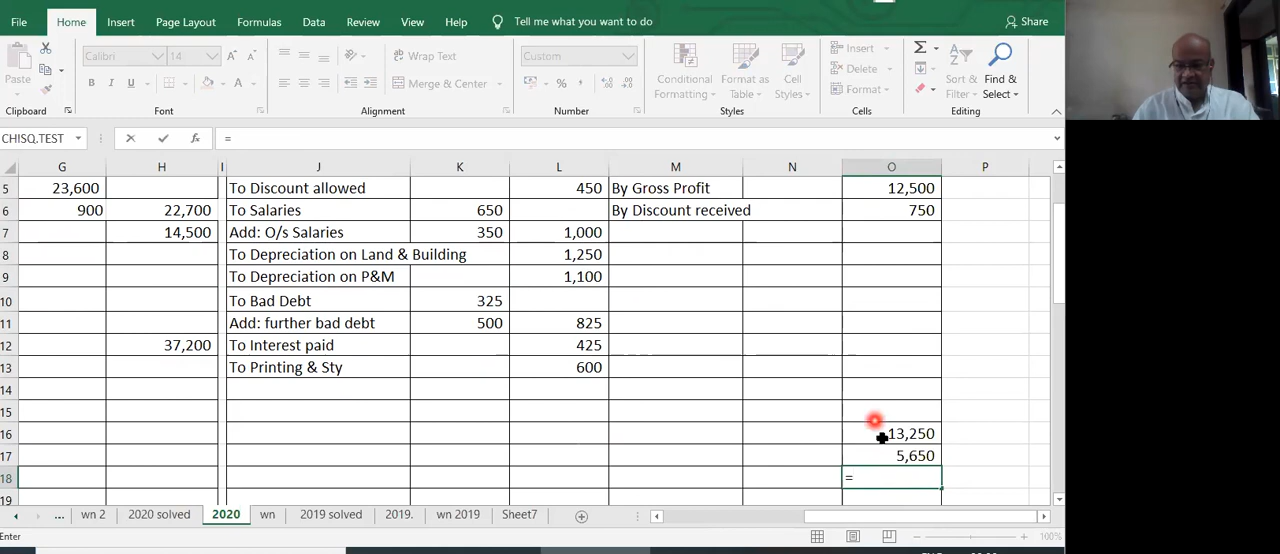 File Home Insert Page Layout Formulas Data Review View Help Tell me what you want to do Share
Calibri 14 Wrap Text Custom Insert
Paste B I U Merge & Center % Conditional Formatting Format as Table Cell Styles Delete Format Sort & Filter Find & Select
Clipboard Font Alignment Number Styles Cells Editing
CHISQ.TEST fx =
G H I J K L M N O P
5 23,600 To Discount allowed 450 By Gross Profit 12,500
6 900 22,700 To Salaries 650 By Discount received 750
7 14,500 Add: O/s Salaries 350 1,000
8 To Depreciation on Land & Building 1,250
9 To Depreciation on P&M 1,100
10 To Bad Debt 325
11 Add: further bad debt 500 825
12 37,200 To Interest paid 425
13 To Printing & Sty 600
14
15
16 13,250
17 5,650
18 =
19
... wn 2 2020 solved 2020 wn 2019 solved 2019. wn 2019 Sheet7
Enter 100%